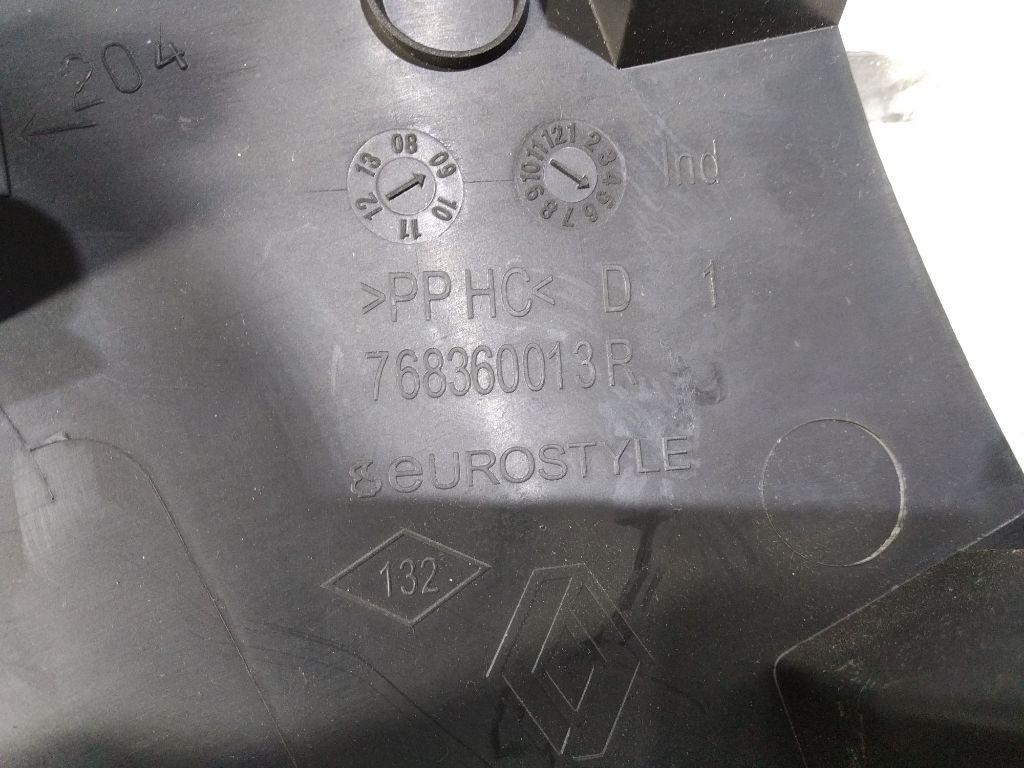 204
08 09 10 11 12 13
1 2 3 4 5 6 7 8 9 10 11 12
Ind
>PP HC< D 1
768360013R
eUROSTYLE
132